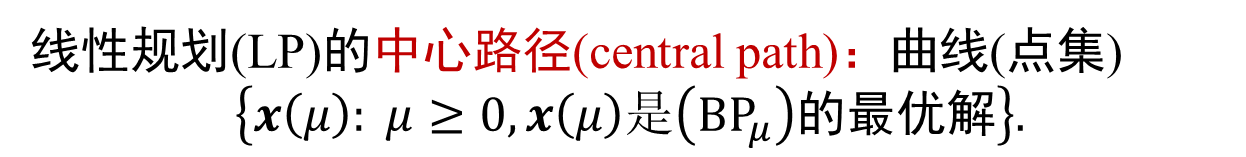 线性规划(LP)的中心路径(central path)：曲线(点集)
{𝒙(𝜇): 𝜇 ≥ 0, 𝒙(𝜇)是(BP_𝜇)的最优解}.